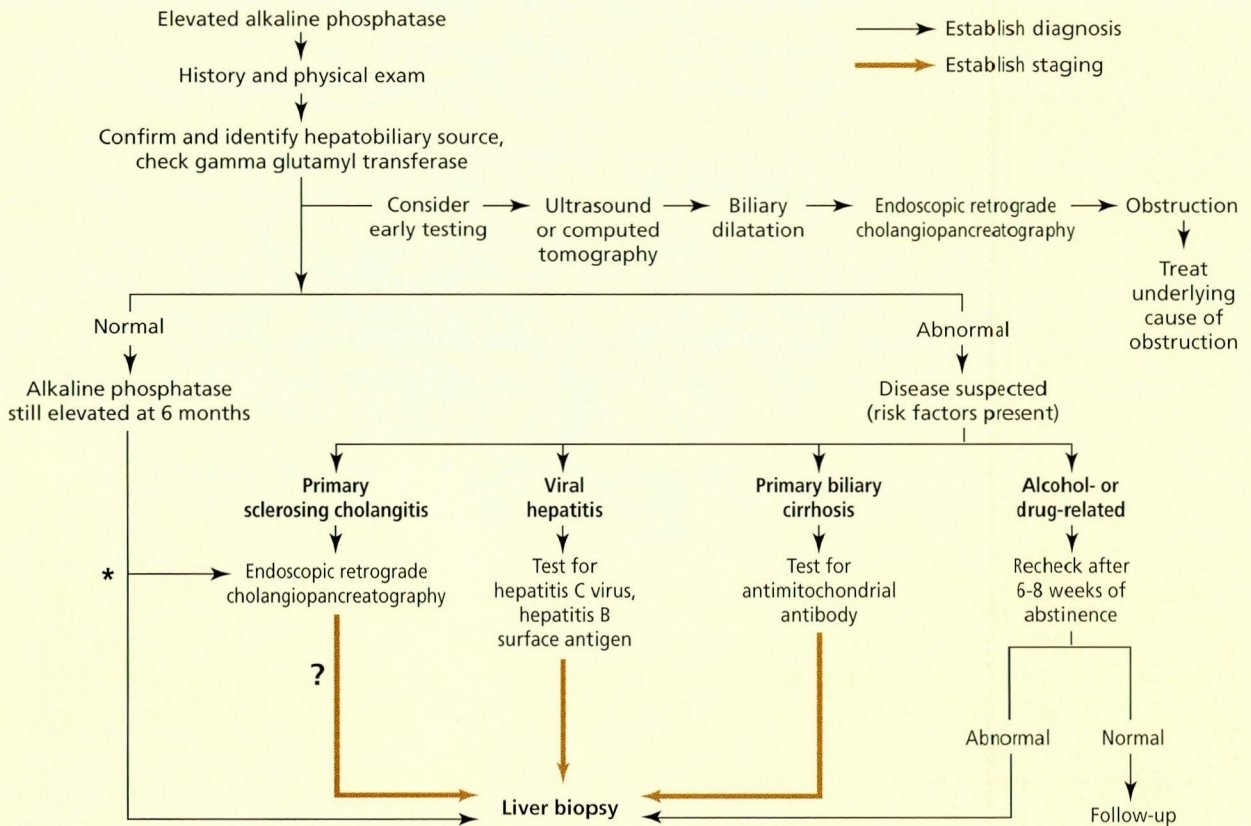 Elevated alkaline phosphatase
Establish diagnosis
Establish staging
History and physical exam
Confirm and identify hepatobiliary source,
check gamma glutamyl transferase
Consider
early testing
Ultrasound
or computed
tomography
Biliary
dilatation
Endoscopic retrograde
cholangiopancreatography
Obstruction
Treat
underlying
cause of
obstruction
Normal
Abnormal
Alkaline phosphatase
still elevated at 6 months
Disease suspected
(risk factors present)
Primary
sclerosing cholangitis
Viral
hepatitis
Primary biliary
cirrhosis
Alcohol- or
drug-related
*
Endoscopic retrograde
cholangiopancreatography
Test for
hepatitis C virus,
hepatitis B
surface antigen
Test for
antimitochondrial
antibody
Recheck after
6-8 weeks of
abstinence
?
Abnormal
Normal
Liver biopsy
Follow-up